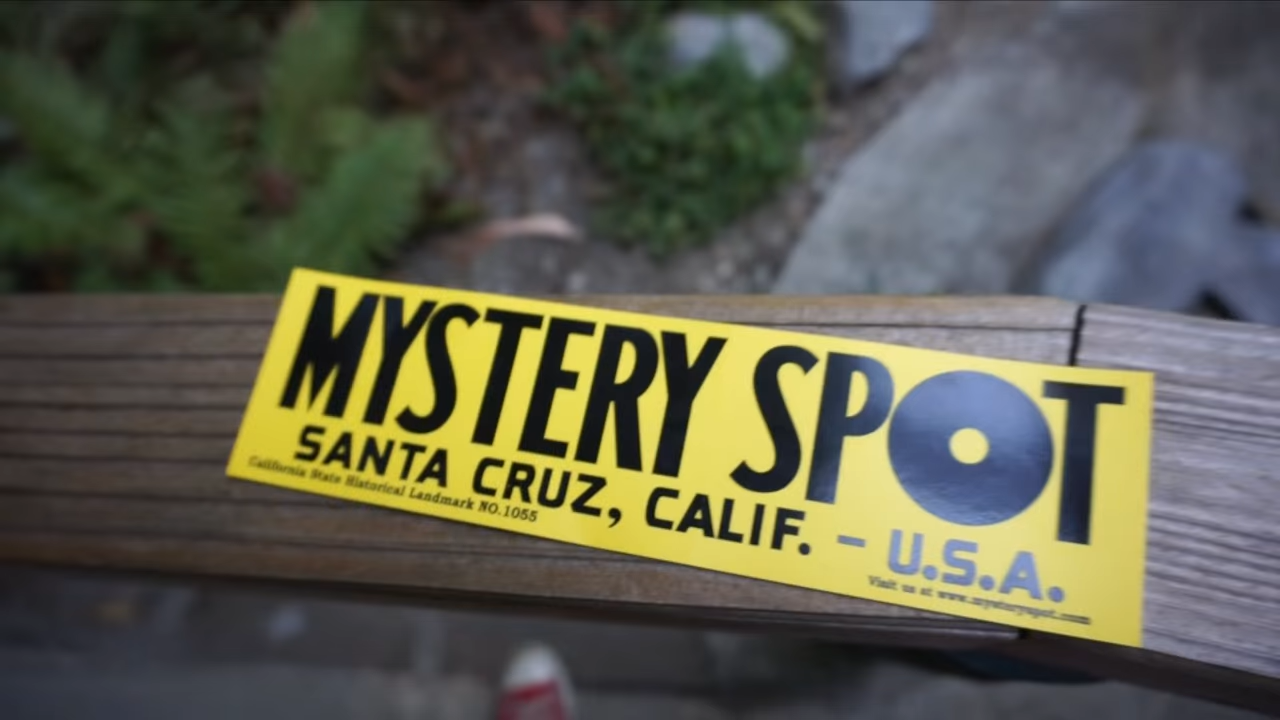 MYSTERY SPOT
SANTA CRUZ, CALIF. – U.S.A.
California State Historical Landmark NO.1055
Visit us at www.mysteryspot.com